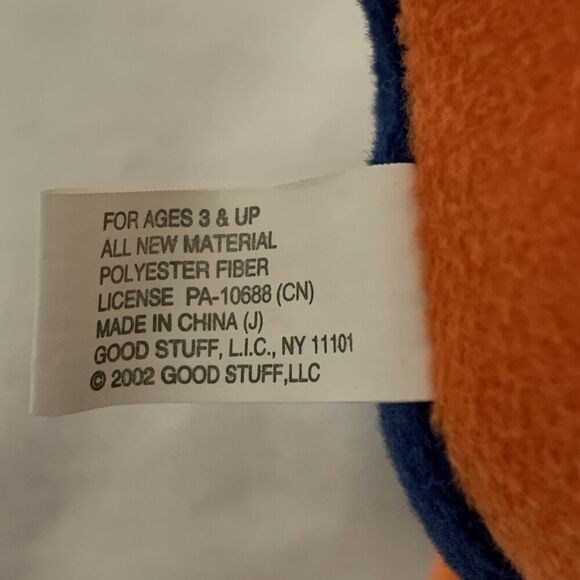 FOR AGES 3 & UP
ALL NEW MATERIAL
POLYESTER FIBER
LICENSE PA-10688 (CN)
MADE IN CHINA (J)
GOOD STUFF, L.I.C., NY 11101
© 2002 GOOD STUFF,LLC